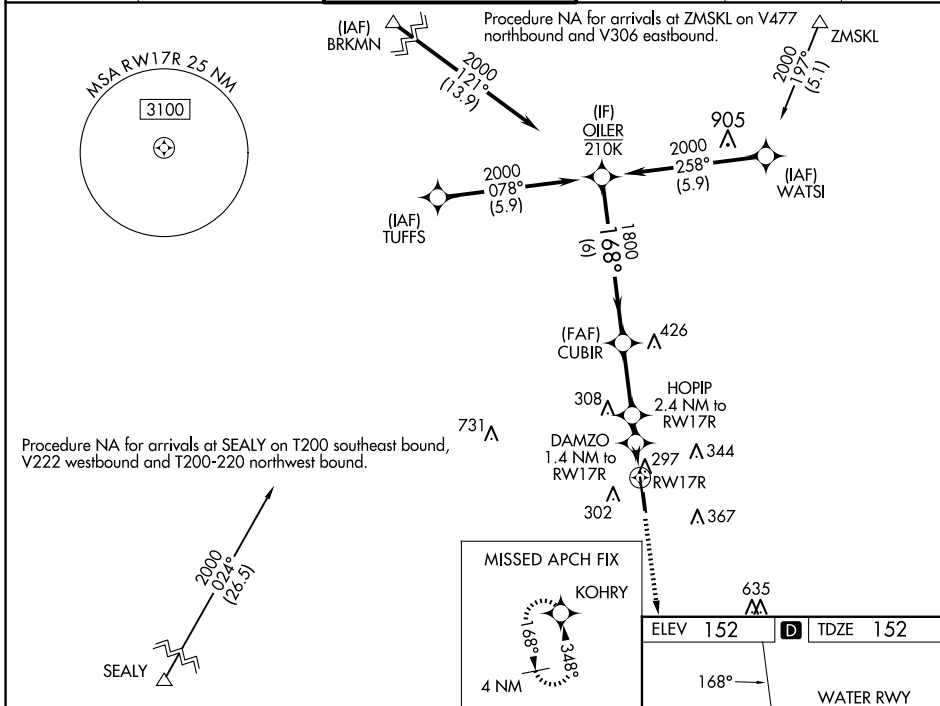 MSA RW17R 25 NM
3100
(IAF)
BRKMN
2000
121°
(13.9)
Procedure NA for arrivals at ZMSKL on V477
northbound and V306 eastbound.
ZMSKL
2000
197°
(5.1)
(IF)
OILER
210K
905
2000
258°
(5.9)
(IAF)
WATSI
2000
078°
(5.9)
(IAF)
TUFFS
1800
168°
(6)
(FAF)
CUBIR
426
HOPIP
2.4 NM to
RW17R
308
731
DAMZO
1.4 NM to
RW17R
344
297
RW17R
302
367
Procedure NA for arrivals at SEALY on T200 southeast bound,
V222 westbound and T200-220 northwest bound.
2000
024°
(26.5)
SEALY
MISSED APCH FIX
KOHRY
168°
348°
4 NM
635
ELEV 152
D
TDZE 152
168°
WATER RWY